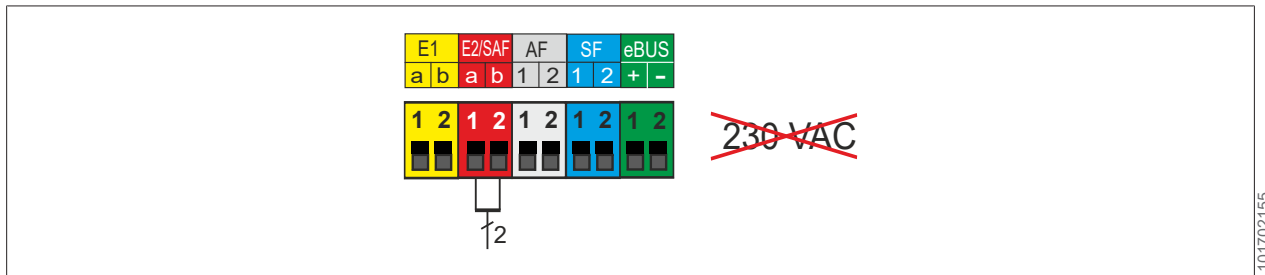 E1 E2/SAF AF SF eBUS
a b a b 1 2 1 2 + -
1 2 1 2 1 2 1 2 1 2
230 VAC
2
101702155